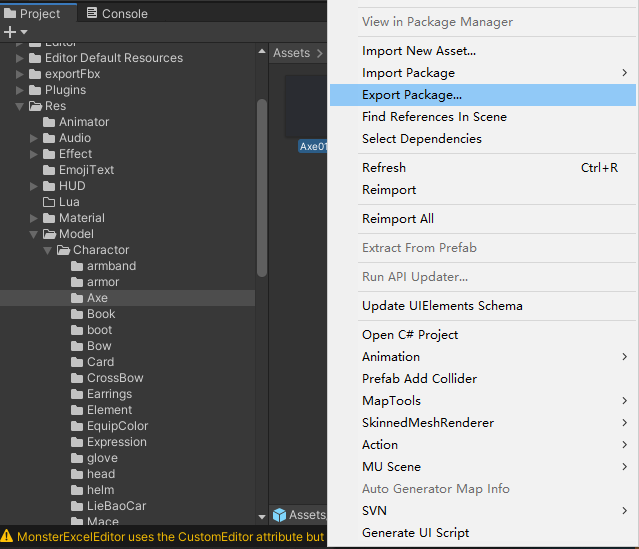 Project
Console
Editor
Editor Default Resources
exportFbx
Plugins
Res
Animator
Audio
Effect
EmojiText
HUD
Lua
Material
Model
Charactor
armband
armor
Axe
Book
boot
Bow
Card
CrossBow
Earrings
Element
EquipColor
Expression
glove
head
helm
LieBaoCar
Mace
Assets >
Axe01
Assets
View in Package Manager
Import New Asset...
Import Package
Export Package...
Find References In Scene
Select Dependencies
Refresh Ctrl+R
Reimport
Reimport All
Extract From Prefab
Run API Updater...
Update UIElements Schema
Open C# Project
Animation
Prefab Add Collider
MapTools
SkinnedMeshRenderer
Action
MU Scene
Auto Generator Map Info
SVN
Generate UI Script
MonsterExcelEditor uses the CustomEditor attribute but